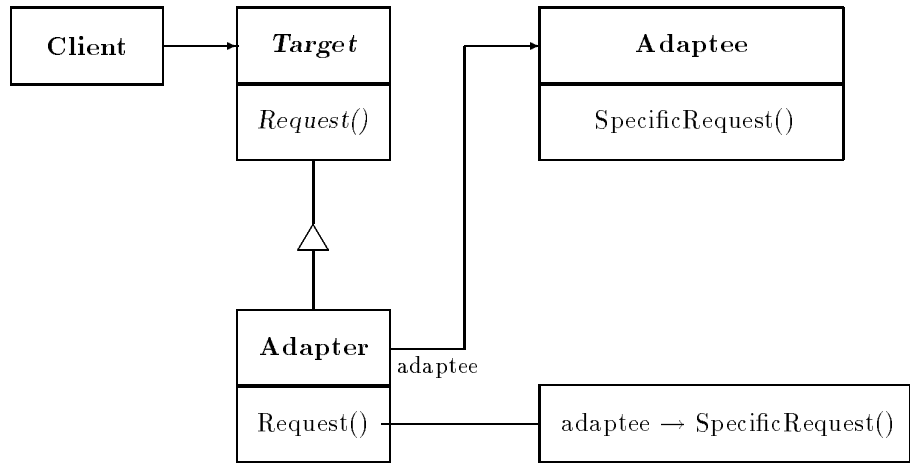 Client
Target
Adaptee
Request()
SpecificRequest()
Adapter
adaptee
Request()
adaptee → SpecificRequest()